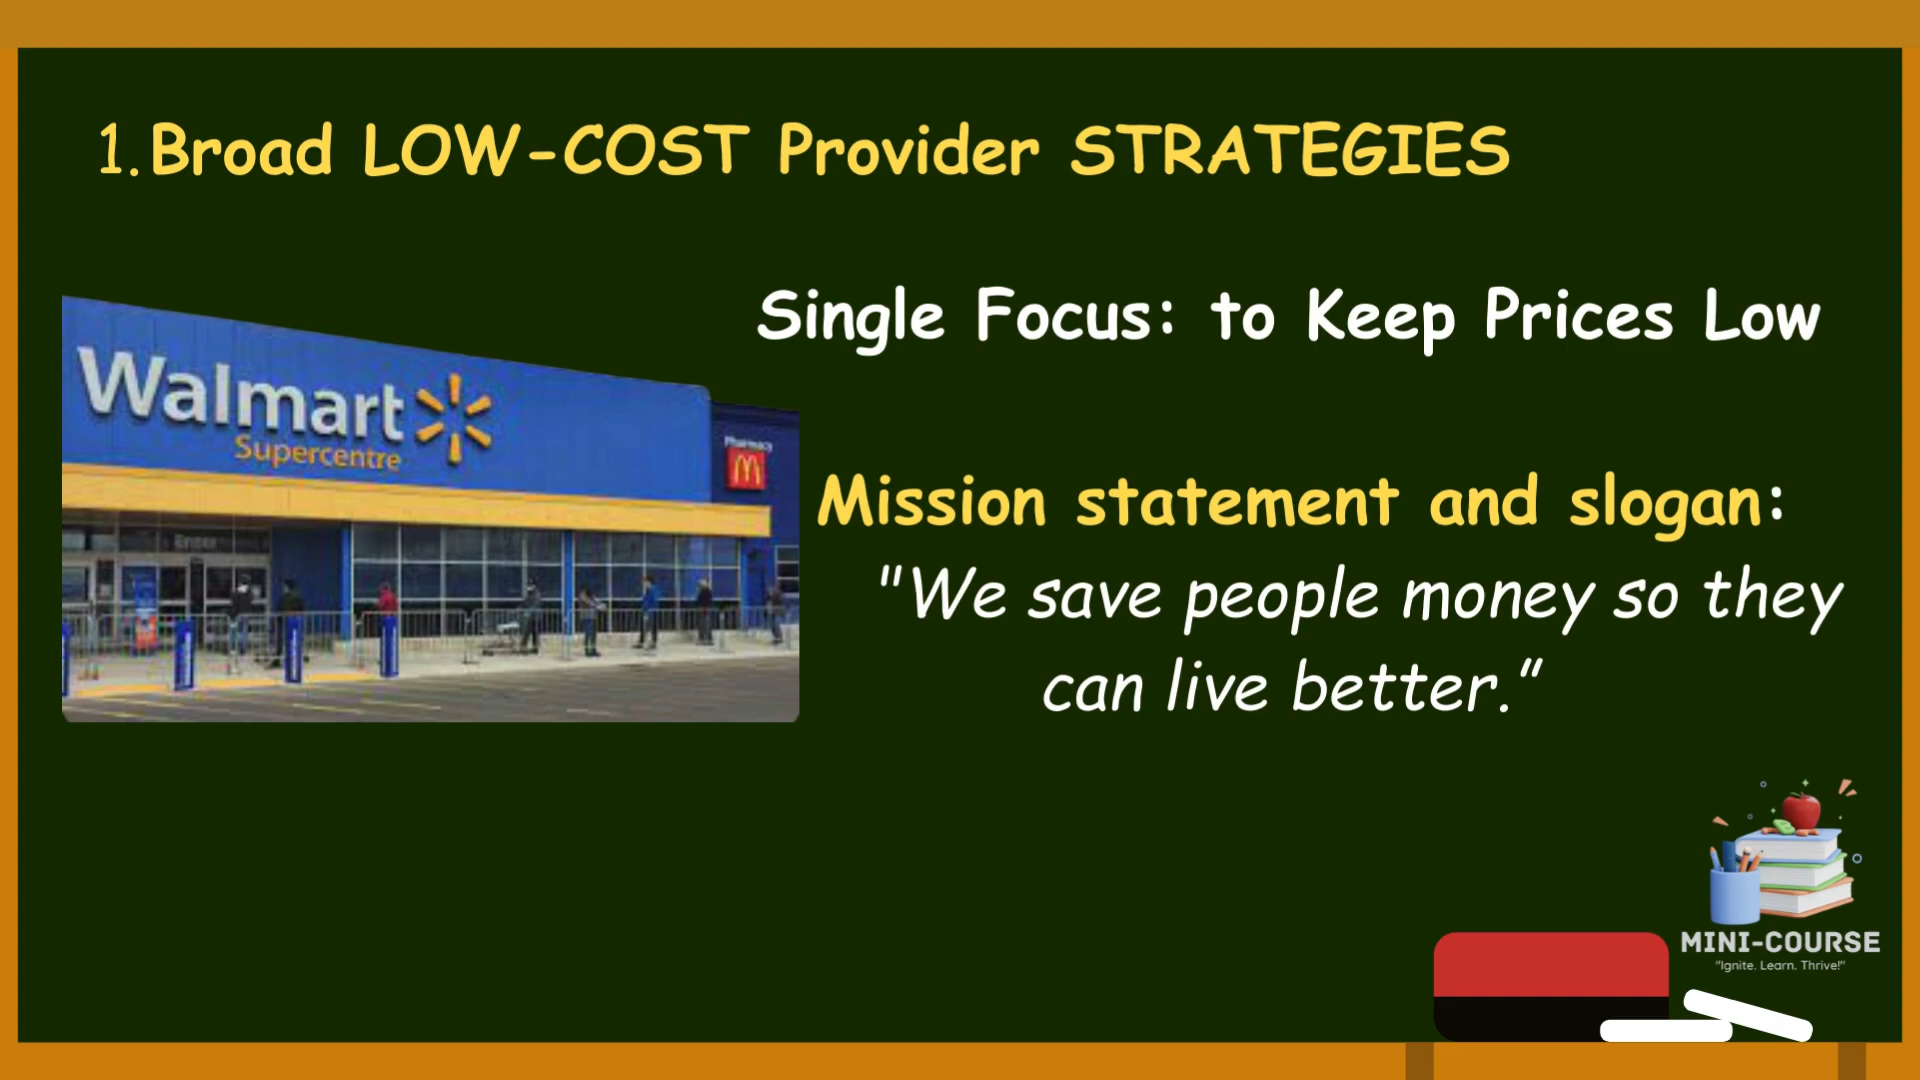 1. Broad LOW-COST Provider STRATEGIES
Single Focus: to Keep Prices Low
Walmart
Supercentre
Pharmacy
Mission statement and slogan:
"We save people money so they
can live better.”
MINI-COURSE
"Ignite. Learn. Thrive!"